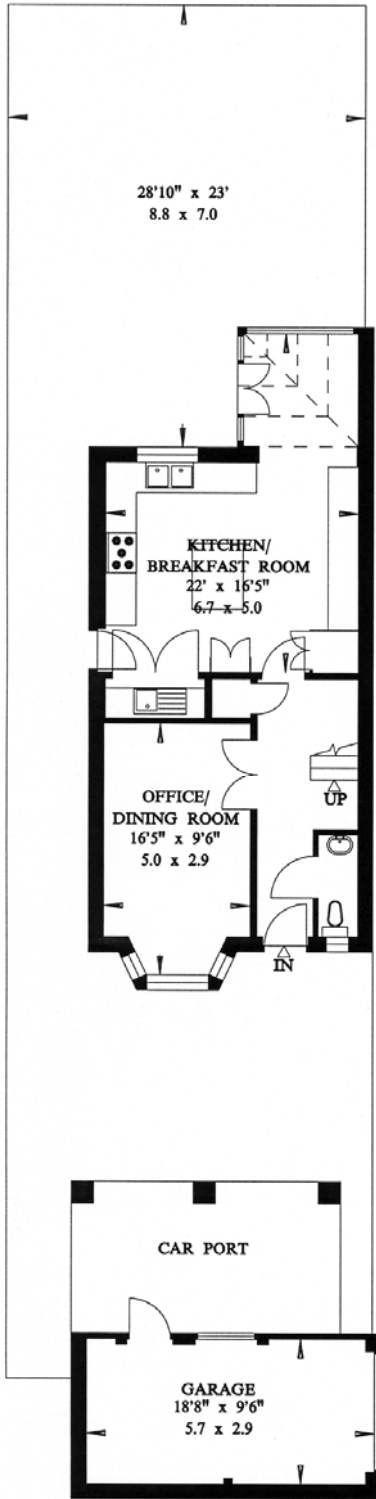 28'10" x 23'
8.8 x 7.0
KITCHEN/
BREAKFAST ROOM
22' x 16'5"
6.7 x 5.0
UP
OFFICE/
DINING ROOM
16'5" x 9'6"
5.0 x 2.9
IN
CAR PORT
GARAGE
18'8" x 9'6"
5.7 x 2.9